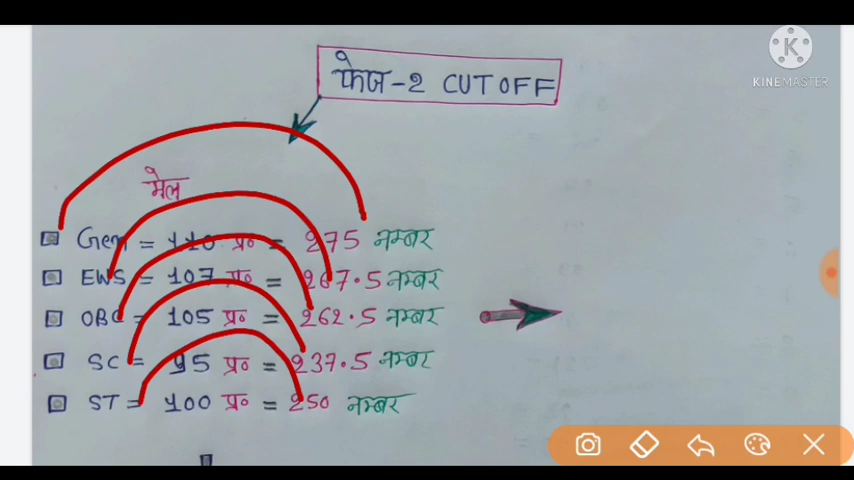 फेज-2 CUTOFF
KINEMASTER
मेल
Gen = 110 प्र० = 275 नम्बर
EWS = 107 प्र० = 267.5 नम्बर
OBC = 105 प्र० = 262.5 नम्बर
SC = 95 प्र० = 237.5 नम्बर
ST = 100 प्र० = 250 नम्बर